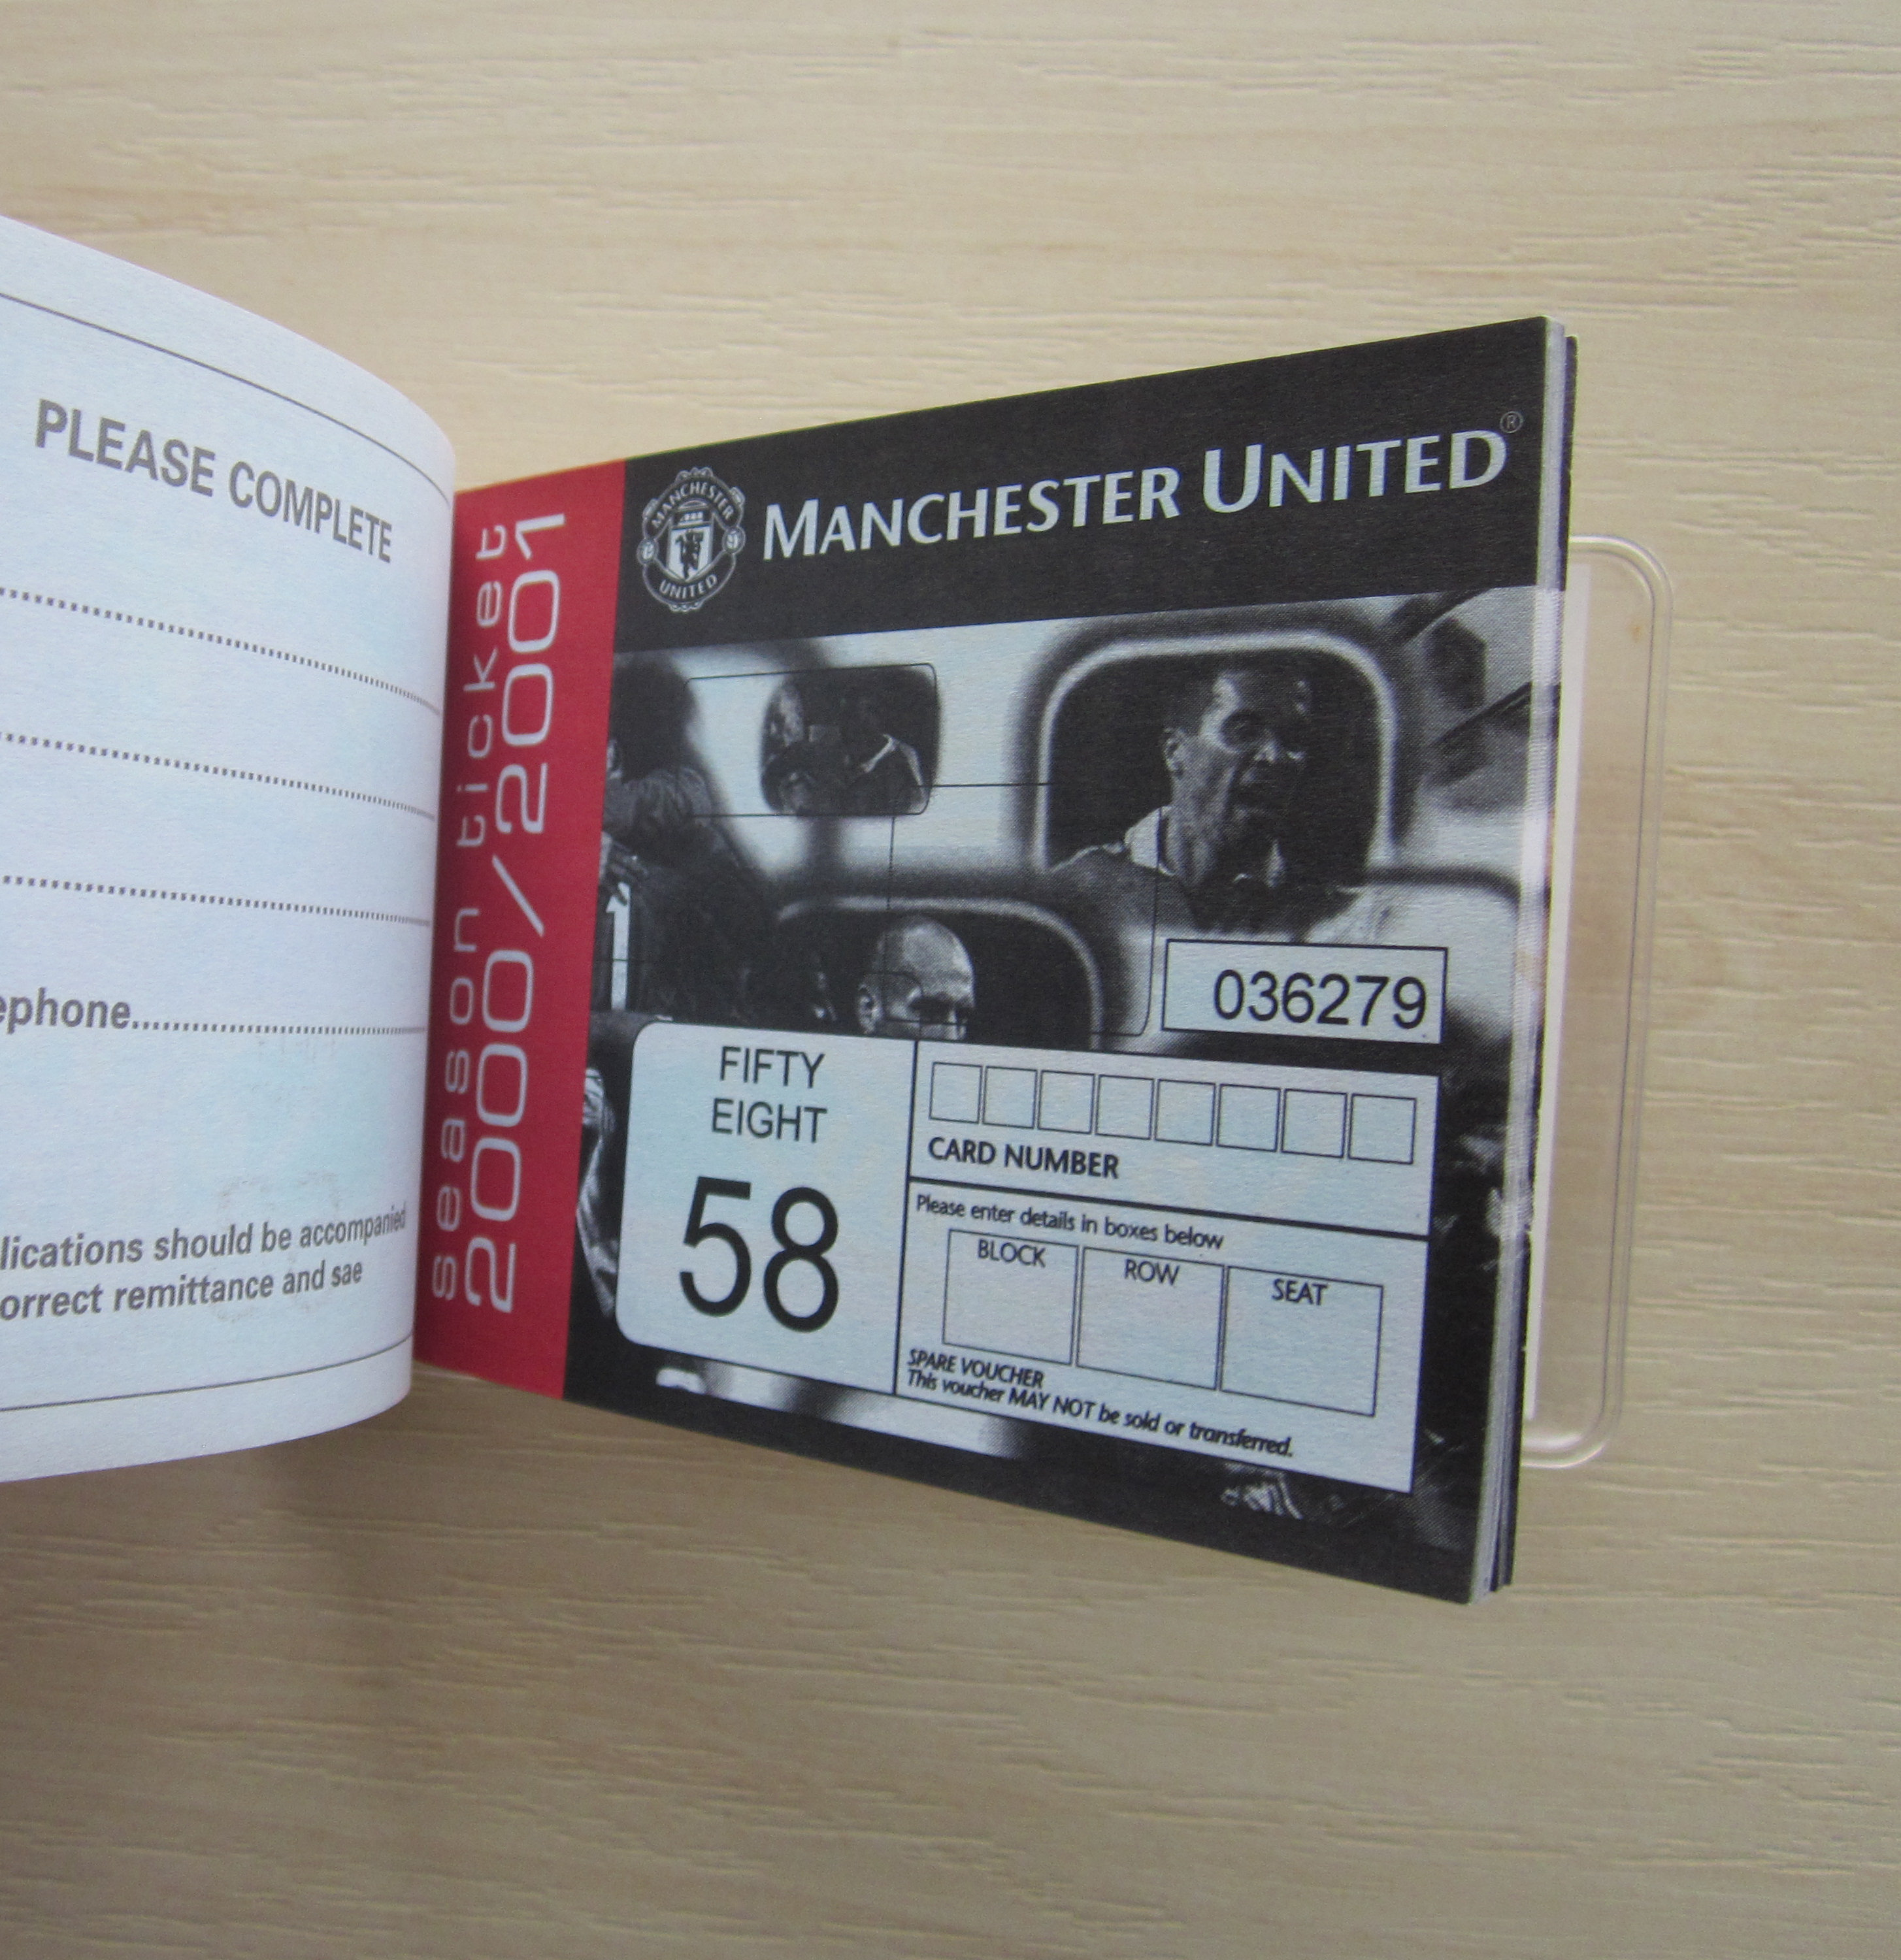 PLEASE COMPLETE
ephone
lications should be accompanied
orrect remittance and sae
season ticket
2000/2001
MANCHESTER
UNITED
MANCHESTER UNITED®
1
036279
FIFTY
EIGHT
58
CARD NUMBER
Please enter details in boxes below
BLOCK
ROW
SEAT
SPARE VOUCHER
This voucher MAY NOT be sold or transferred.